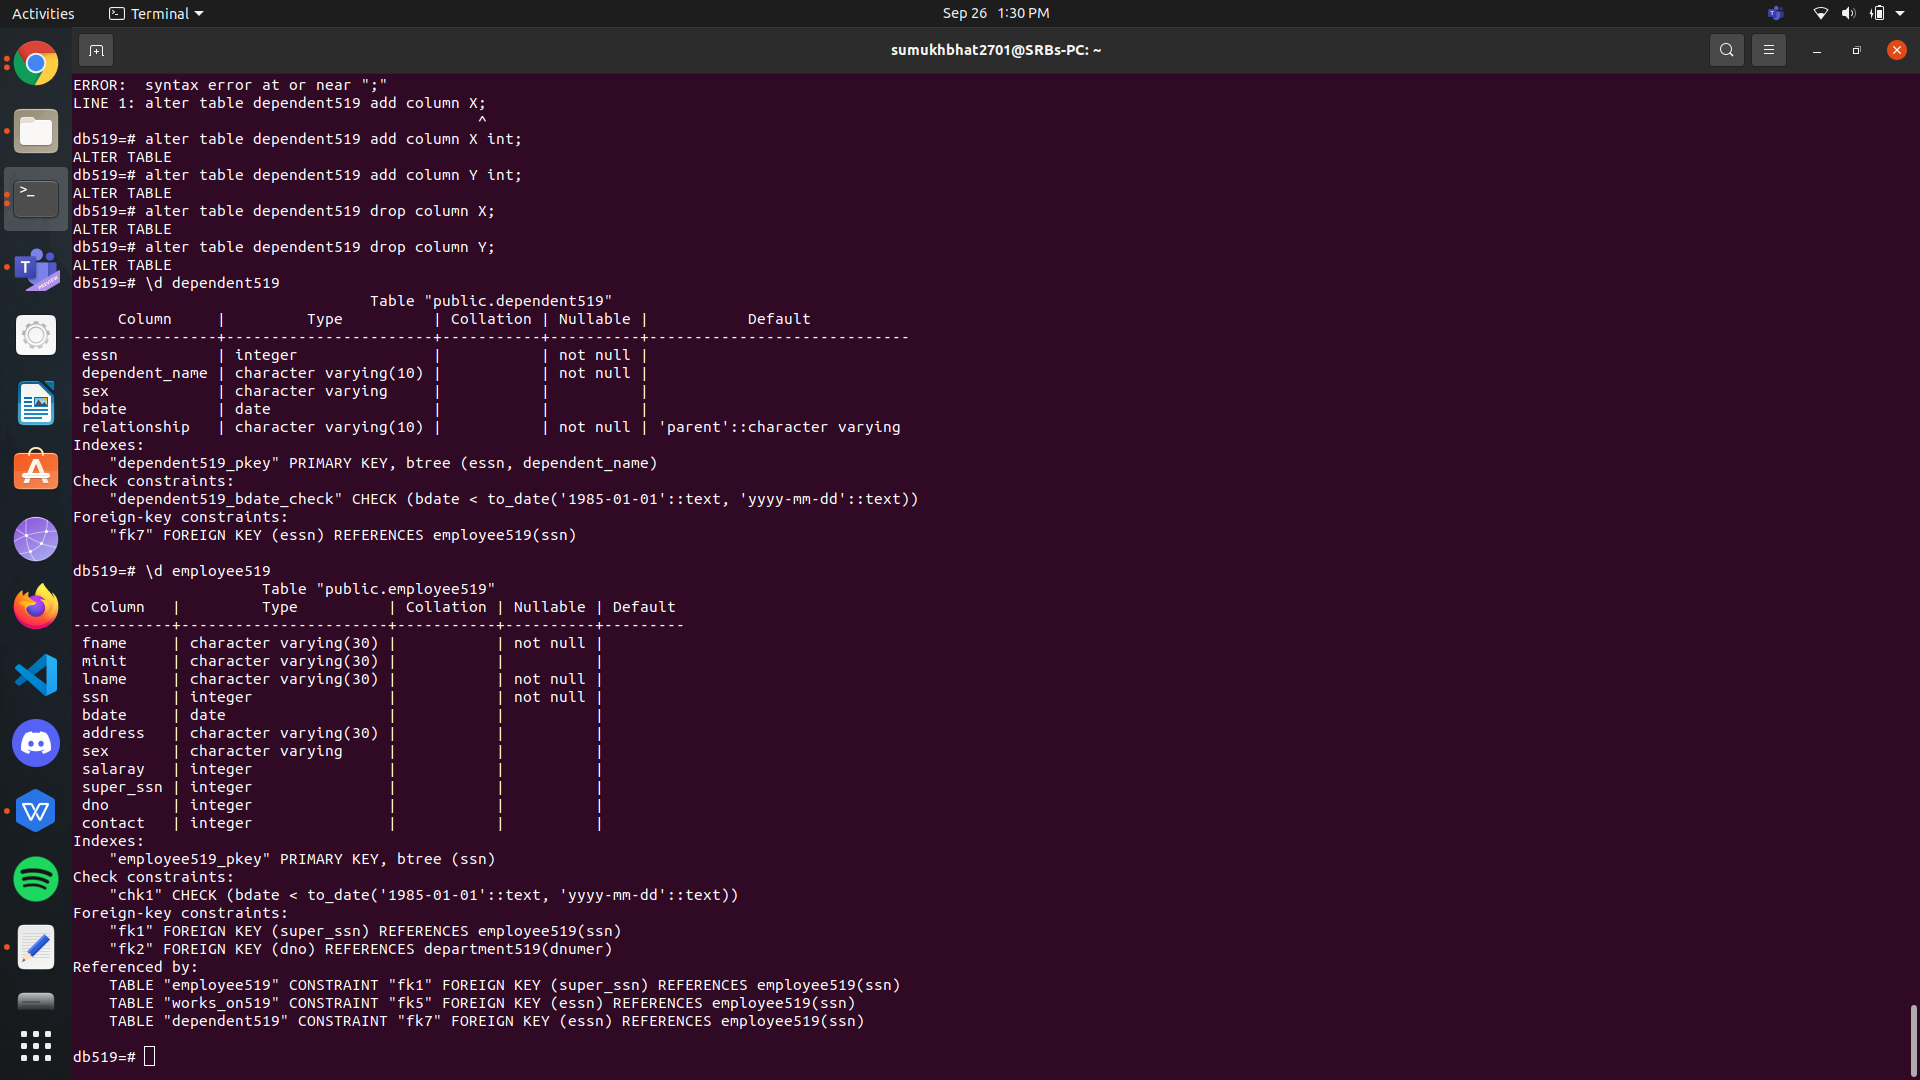 Activities Terminal Sep 26 1:30 PM
sumukhbhat2701@SRBs-PC: ~
ERROR:  syntax error at or near ";"
LINE 1: alter table dependent519 add column X;
                                             ^
db519=# alter table dependent519 add column X int;
ALTER TABLE
db519=# alter table dependent519 add column Y int;
ALTER TABLE
db519=# alter table dependent519 drop column X;
ALTER TABLE
db519=# alter table dependent519 drop column Y;
ALTER TABLE
db519=# \d dependent519
                                 Table "public.dependent519"
     Column     |         Type          | Collation | Nullable |           Default
----------------+-----------------------+-----------+----------+-----------------------------
 essn           | integer               |           | not null |
 dependent_name | character varying(10) |           | not null |
 sex            | character varying     |           |          |
 bdate          | date                  |           |          |
 relationship   | character varying(10) |           | not null | 'parent'::character varying
Indexes:
    "dependent519_pkey" PRIMARY KEY, btree (essn, dependent_name)
Check constraints:
    "dependent519_bdate_check" CHECK (bdate < to_date('1985-01-01'::text, 'yyyy-mm-dd'::text))
Foreign-key constraints:
    "fk7" FOREIGN KEY (essn) REFERENCES employee519(ssn)
db519=# \d employee519
                     Table "public.employee519"
  Column   |         Type          | Collation | Nullable | Default
-----------+-----------------------+-----------+----------+---------
 fname     | character varying(30) |           | not null |
 minit     | character varying(30) |           |          |
 lname     | character varying(30) |           | not null |
 ssn       | integer               |           | not null |
 bdate     | date                  |           |          |
 address   | character varying(30) |           |          |
 sex       | character varying     |           |          |
 salaray   | integer               |           |          |
 super_ssn | integer               |           |          |
 dno       | integer               |           |          |
 contact   | integer               |           |          |
Indexes:
    "employee519_pkey" PRIMARY KEY, btree (ssn)
Check constraints:
    "chk1" CHECK (bdate < to_date('1985-01-01'::text, 'yyyy-mm-dd'::text))
Foreign-key constraints:
    "fk1" FOREIGN KEY (super_ssn) REFERENCES employee519(ssn)
    "fk2" FOREIGN KEY (dno) REFERENCES department519(dnumer)
Referenced by:
    TABLE "employee519" CONSTRAINT "fk1" FOREIGN KEY (super_ssn) REFERENCES employee519(ssn)
    TABLE "works_on519" CONSTRAINT "fk5" FOREIGN KEY (essn) REFERENCES employee519(ssn)
    TABLE "dependent519" CONSTRAINT "fk7" FOREIGN KEY (essn) REFERENCES employee519(ssn)
db519=#